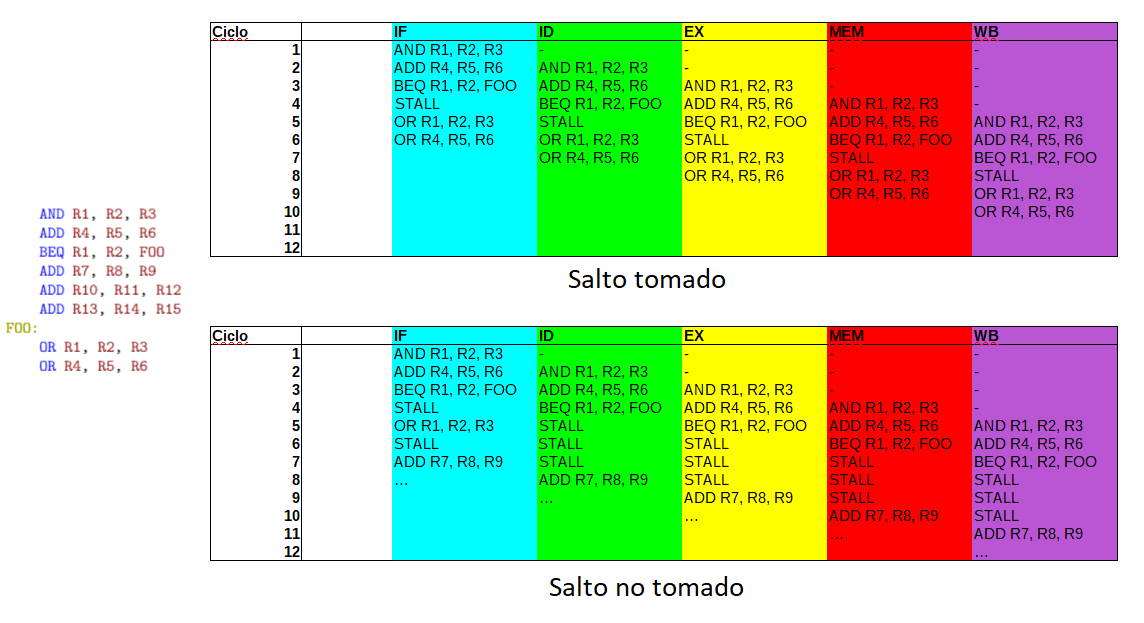 AND R1, R2, R3
ADD R4, R5, R6
BEQ R1, R2, FOO
ADD R7, R8, R9
ADD R10, R11, R12
ADD R13, R14, R15
FOO:
OR R1, R2, R3
OR R4, R5, R6
Ciclo IF ID EX MEM WB
1 AND R1, R2, R3 - - - -
2 ADD R4, R5, R6 AND R1, R2, R3 - - -
3 BEQ R1, R2, FOO ADD R4, R5, R6 AND R1, R2, R3 - -
4 STALL BEQ R1, R2, FOO ADD R4, R5, R6 AND R1, R2, R3 -
5 OR R1, R2, R3 STALL BEQ R1, R2, FOO ADD R4, R5, R6 AND R1, R2, R3
6 OR R4, R5, R6 OR R1, R2, R3 STALL BEQ R1, R2, FOO ADD R4, R5, R6
7 OR R4, R5, R6 OR R1, R2, R3 STALL BEQ R1, R2, FOO
8 OR R4, R5, R6 OR R1, R2, R3 STALL
9 OR R4, R5, R6 OR R1, R2, R3
10 OR R4, R5, R6
11
12
Salto tomado
Ciclo IF ID EX MEM WB
1 AND R1, R2, R3 - - - -
2 ADD R4, R5, R6 AND R1, R2, R3 - - -
3 BEQ R1, R2, FOO ADD R4, R5, R6 AND R1, R2, R3 - -
4 STALL BEQ R1, R2, FOO ADD R4, R5, R6 AND R1, R2, R3 -
5 OR R1, R2, R3 STALL BEQ R1, R2, FOO ADD R4, R5, R6 AND R1, R2, R3
6 STALL STALL STALL BEQ R1, R2, FOO ADD R4, R5, R6
7 ADD R7, R8, R9 STALL STALL STALL BEQ R1, R2, FOO
8 ... ADD R7, R8, R9 STALL STALL STALL
9 ... ADD R7, R8, R9 STALL STALL
10 ... ADD R7, R8, R9 STALL
11 ... ADD R7, R8, R9
12 ...
Salto no tomado